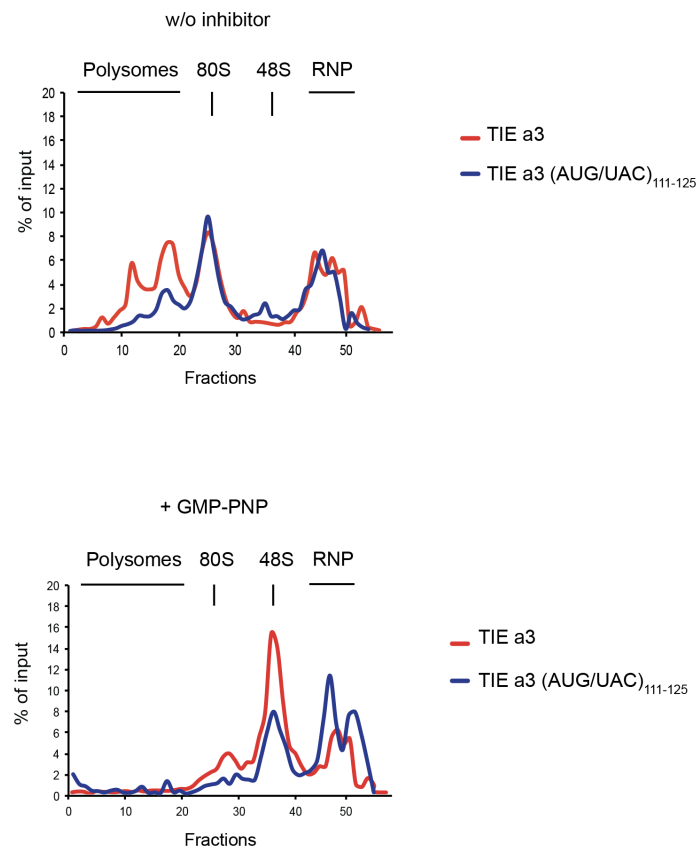 w/o inhibitor
Polysomes 80S 48S RNP
20
18
16
14
12
10
8
6
4
2
0
% of input
0 10 20 30 40 50
Fractions
TIE a3
TIE a3 (AUG/UAC)111-125
+ GMP-PNP
Polysomes 80S 48S RNP
20
18
16
14
12
10
8
6
4
2
0
% of input
0 10 20 30 40 50
Fractions
TIE a3
TIE a3 (AUG/UAC)111-125